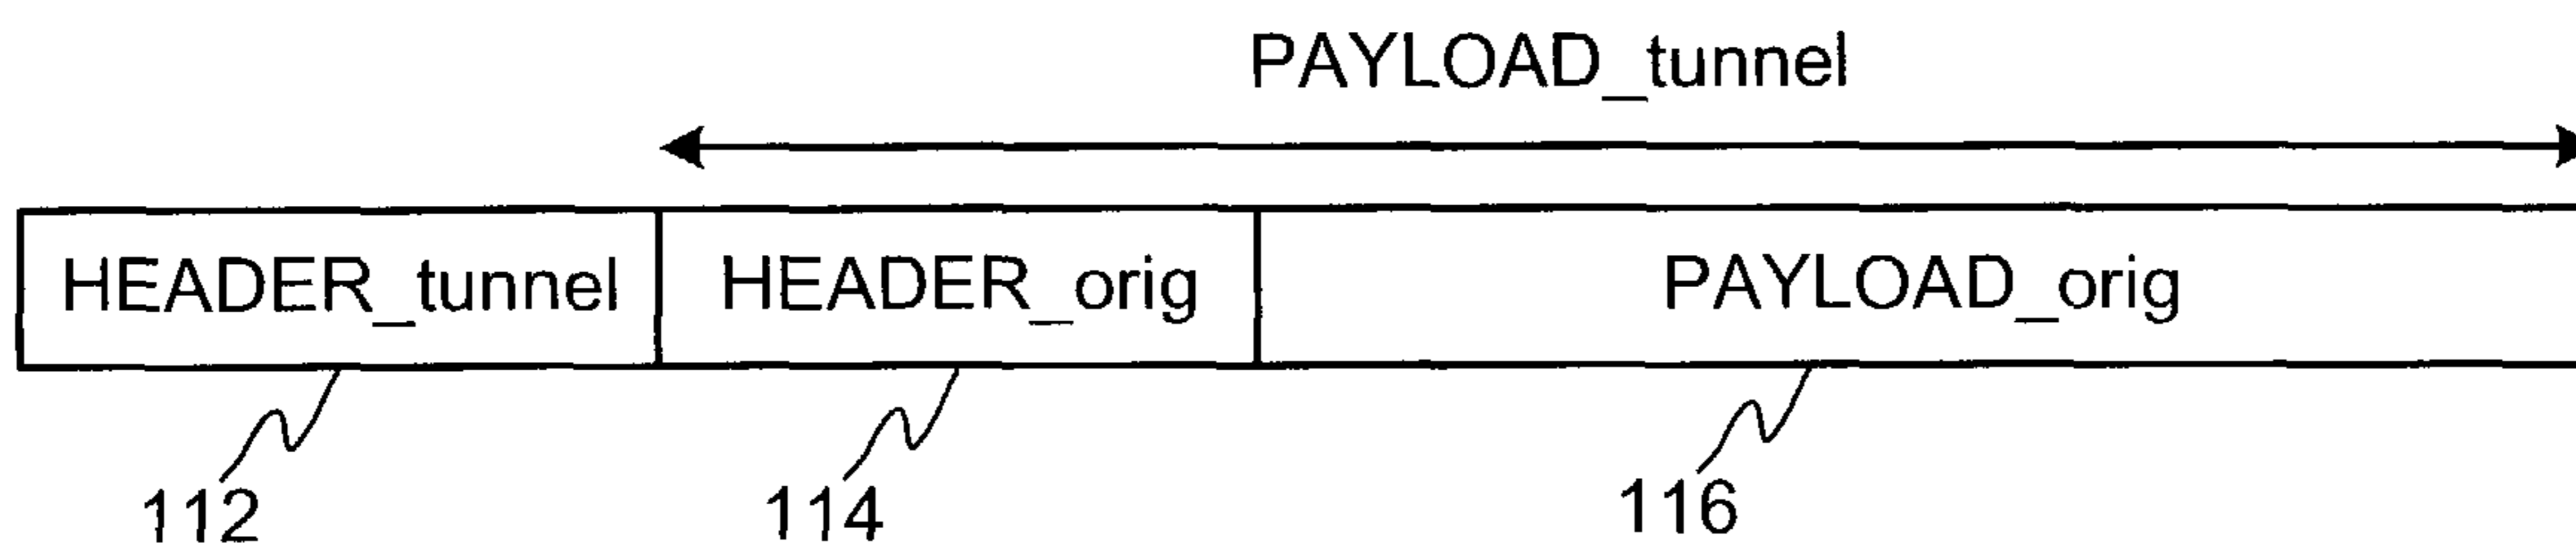 PAYLOAD_tunnel
HEADER_tunnel HEADER_orig PAYLOAD_orig
112 114 116